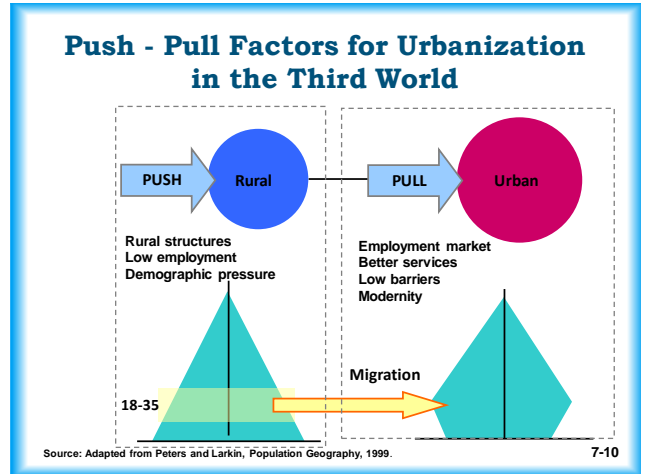 Push - Pull Factors for Urbanization
in the Third World
PUSH
Rural
PULL
Urban
Rural structures
Low employment
Demographic pressure
Employment market
Better services
Low barriers
Modernity
Migration
18-35
Source: Adapted from Peters and Larkin, Population Geography, 1999.
7-10